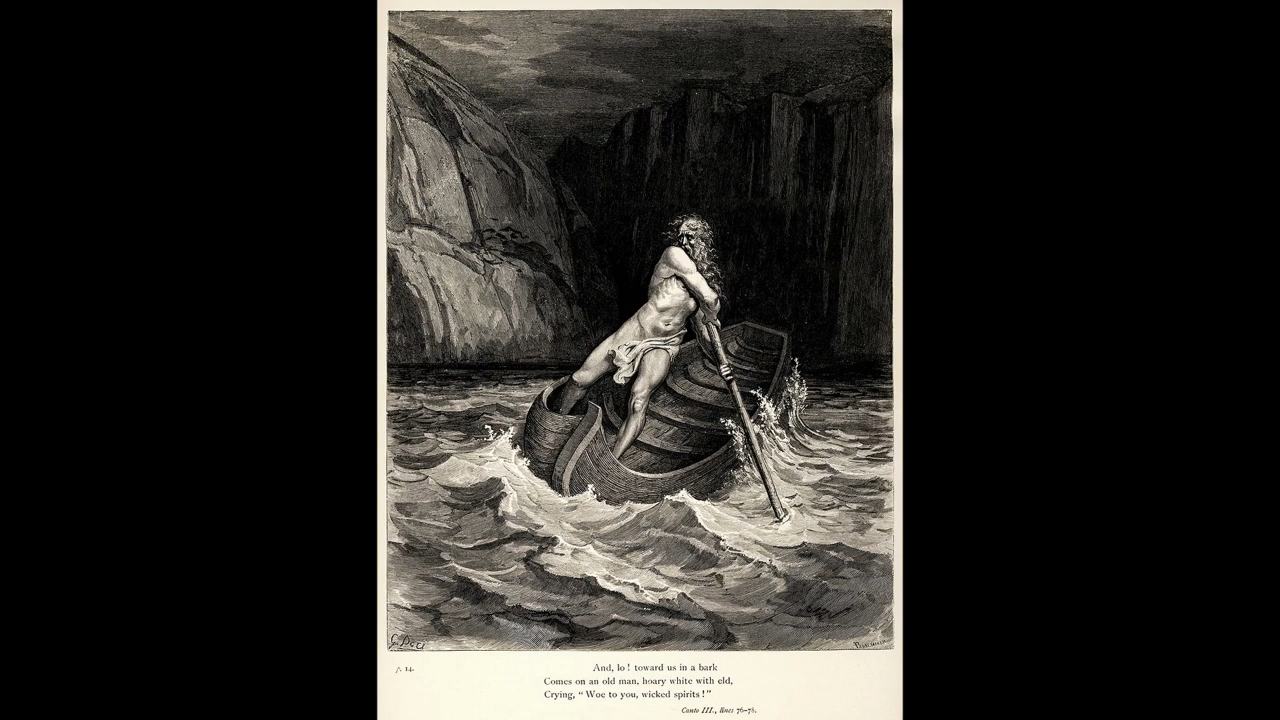 G. Doré
p. 14.
And, lo! toward us in a bark
Comes on an old man, hoary white with eld,
Crying, “Woe to you, wicked spirits!”
Canto III., lines 76-78.